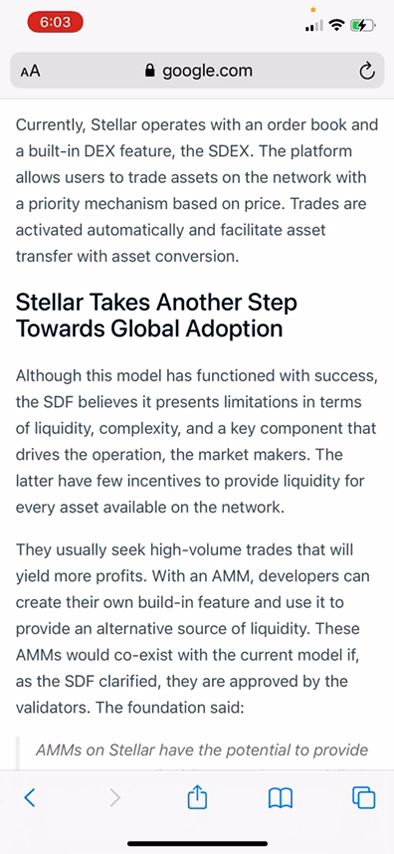 6:03
AA
google.com
Currently, Stellar operates with an order book and
a built-in DEX feature, the SDEX. The platform
allows users to trade assets on the network with
a priority mechanism based on price. Trades are
activated automatically and facilitate asset
transfer with asset conversion.
Stellar Takes Another Step
Towards Global Adoption
Although this model has functioned with success,
the SDF believes it presents limitations in terms
of liquidity, complexity, and a key component that
drives the operation, the market makers. The
latter have few incentives to provide liquidity for
every asset available on the network.
They usually seek high-volume trades that will
yield more profits. With an AMM, developers can
create their own build-in feature and use it to
provide an alternative source of liquidity. These
AMMs would co-exist with the current model if,
as the SDF clarified, they are approved by the
validators. The foundation said:
AMMs on Stellar have the potential to provide